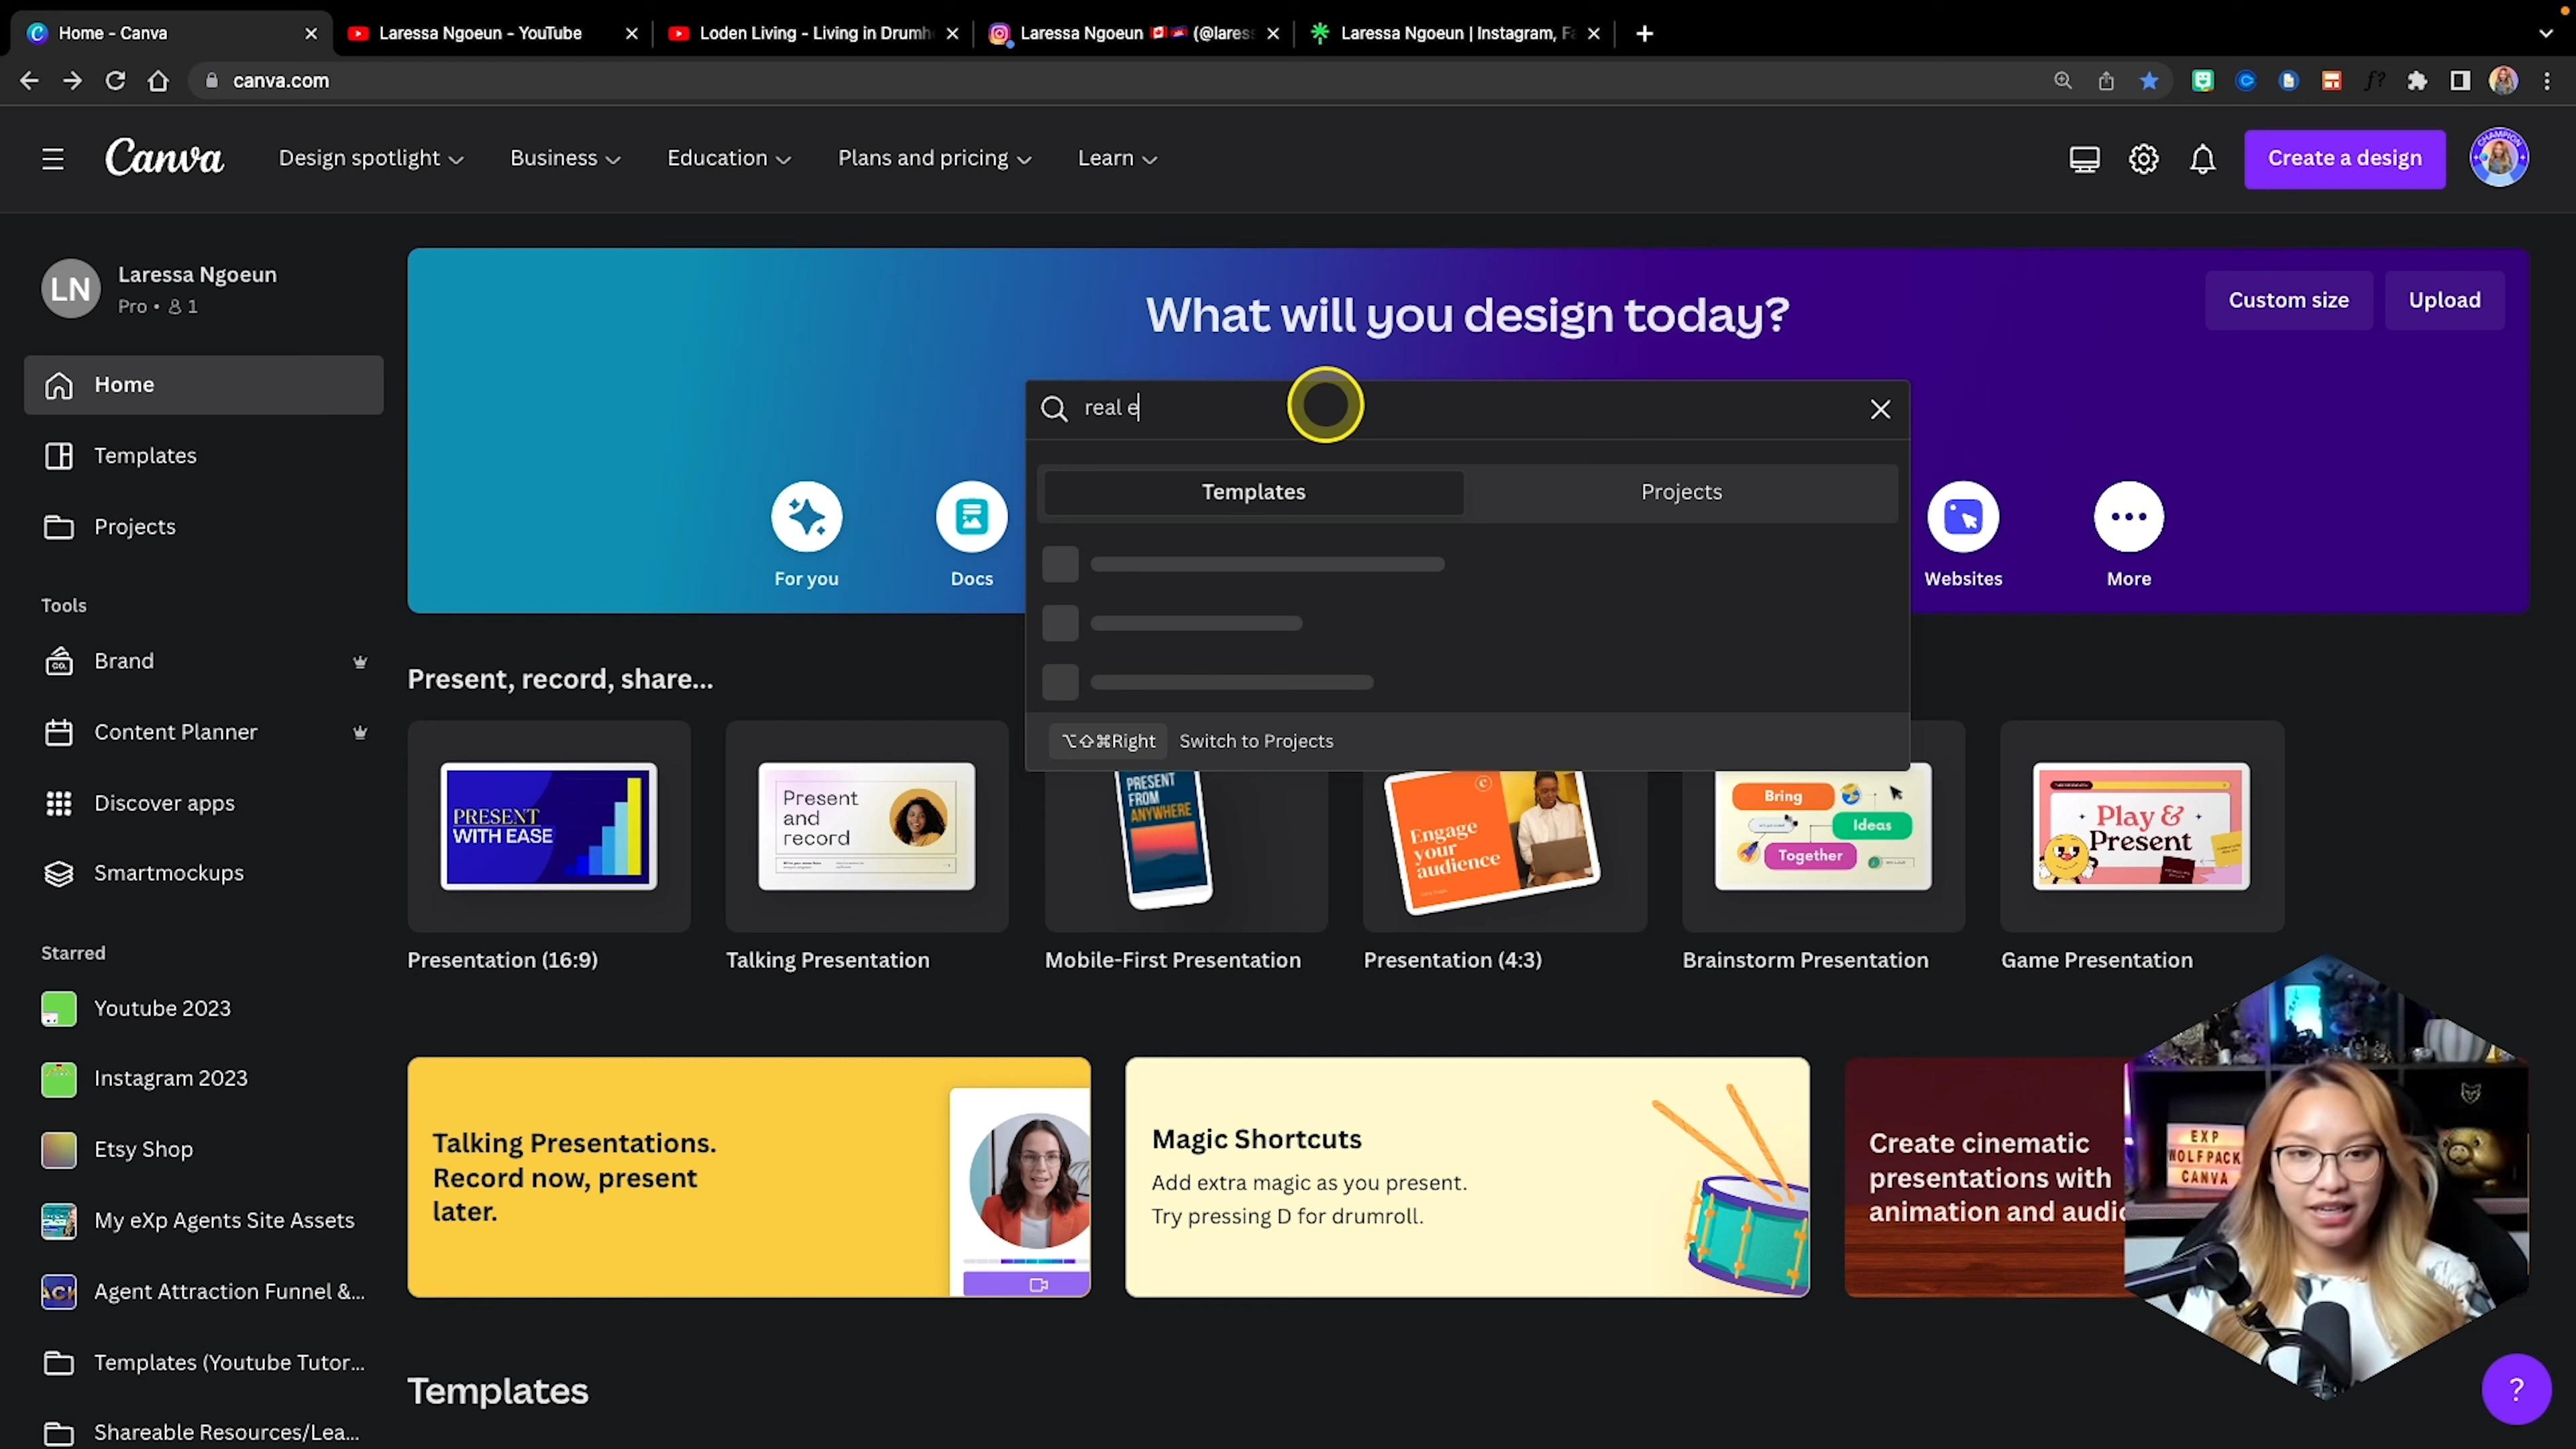 Home - Canva
Laressa Ngoeun - YouTube
Loden Living - Living in Drumh
Laressa Ngoeun 🇨🇦🇰🇭 (@laress
Laressa Ngoeun | Instagram, Fa
canva.com
Canva
Design spotlight
Business
Education
Plans and pricing
Learn
Create a design
CHAMPION
LN
Laressa Ngoeun
Pro • 1
What will you design today?
Custom size
Upload
real e
Home
Templates
Projects
Templates
Projects
For you
Docs
Websites
More
Tools
Brand
Content Planner
Discover apps
Smartmockups
⌥⇧⌘Right
Switch to Projects
Present, record, share...
PRESENT
WITH EASE
Present
and
record
PRESENT
FROM
ANYWHERE
Engage
your
audience
Bring
Ideas
Together
Play &
Present
Presentation (16:9)
Talking Presentation
Mobile-First Presentation
Presentation (4:3)
Brainstorm Presentation
Game Presentation
Starred
Youtube 2023
Instagram 2023
Etsy Shop
My eXp Agents Site Assets
Agent Attraction Funnel &...
Templates (Youtube Tutor...
Shareable Resources/Lea...
Talking Presentations.
Record now, present
later.
Magic Shortcuts
Add extra magic as you present.
Try pressing D for drumroll.
Create cinematic
presentations with
animation and audio
EXP
WOLFPACK
CANVA
Templates
?